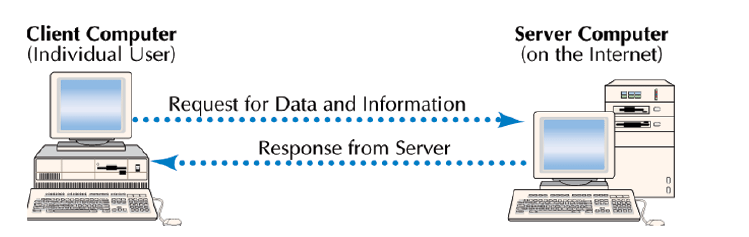 Client Computer
(Individual User)
Server Computer
(on the Internet)
Request for Data and Information
Response from Server